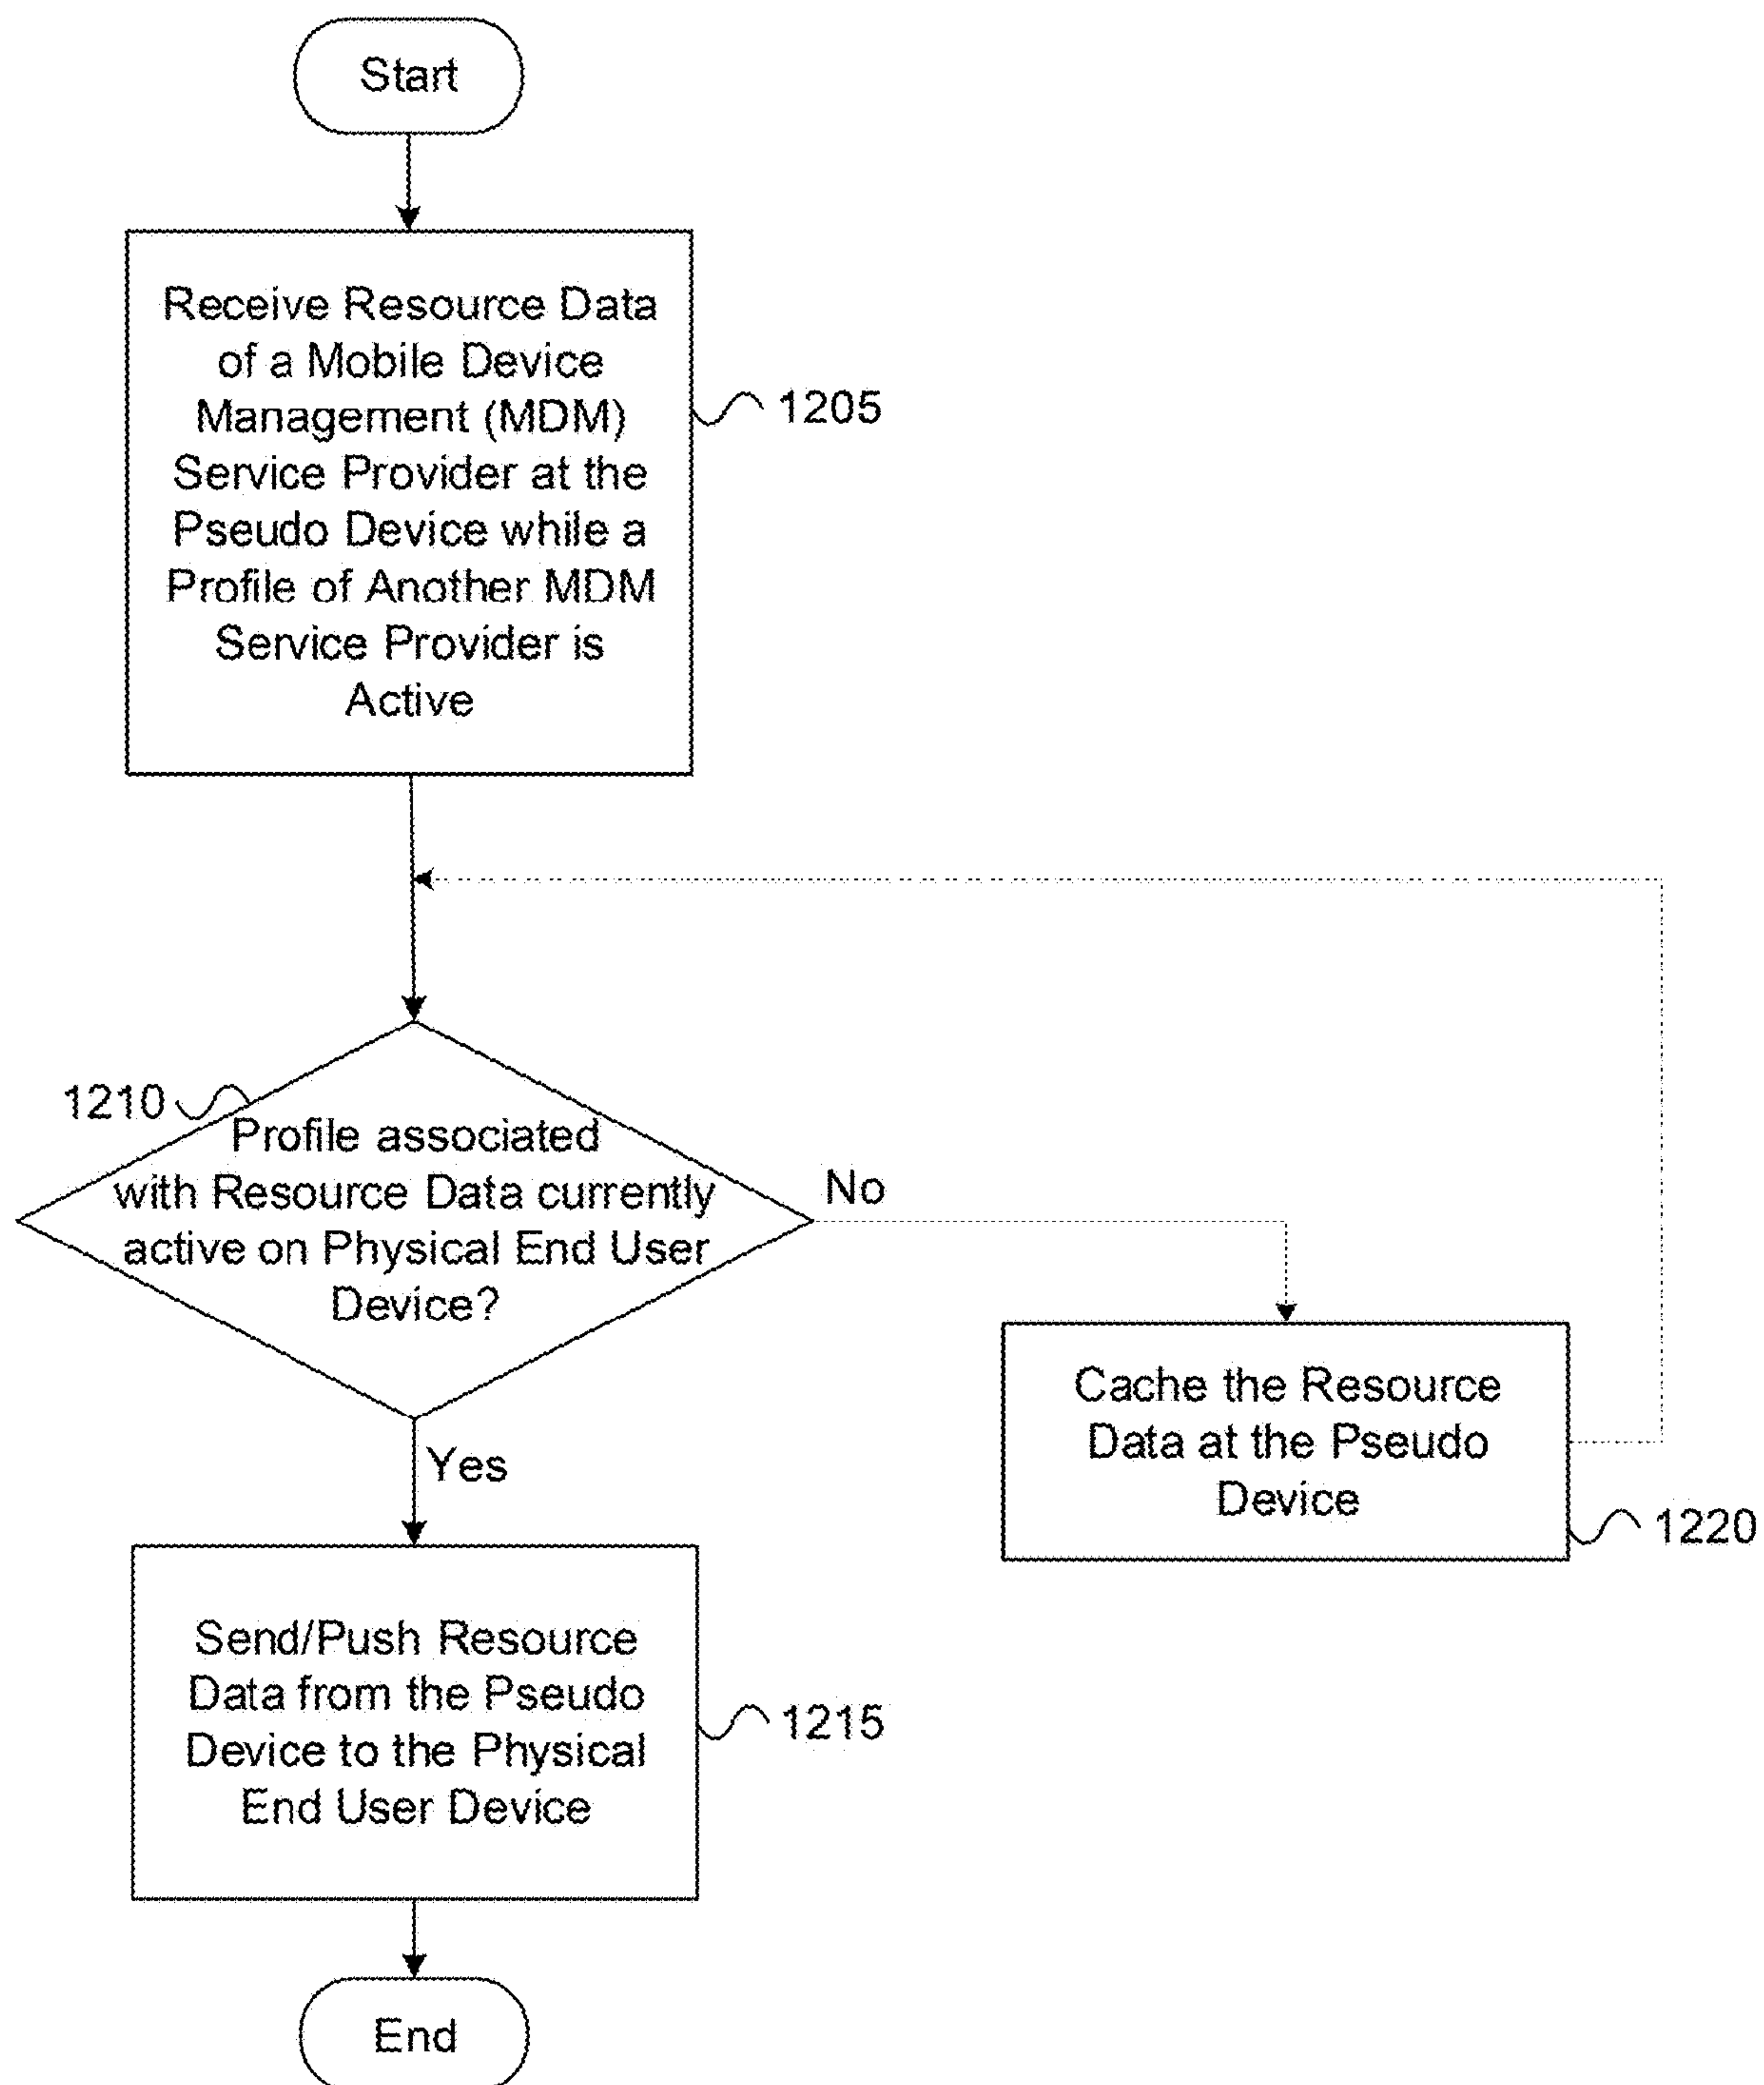 Start
Receive Resource Data
of a Mobile Device
Management (MDM)
Service Provider at the
Pseudo Device while a
Profile of Another MDM
Service Provider is
Active
1205
1210
Profile associated
with Resource Data currently
active on Physical End User
Device?
No
Yes
Cache the Resource
Data at the Pseudo
Device
1220
Send/Push Resource
Data from the Pseudo
Device to the Physical
End User Device
1215
End